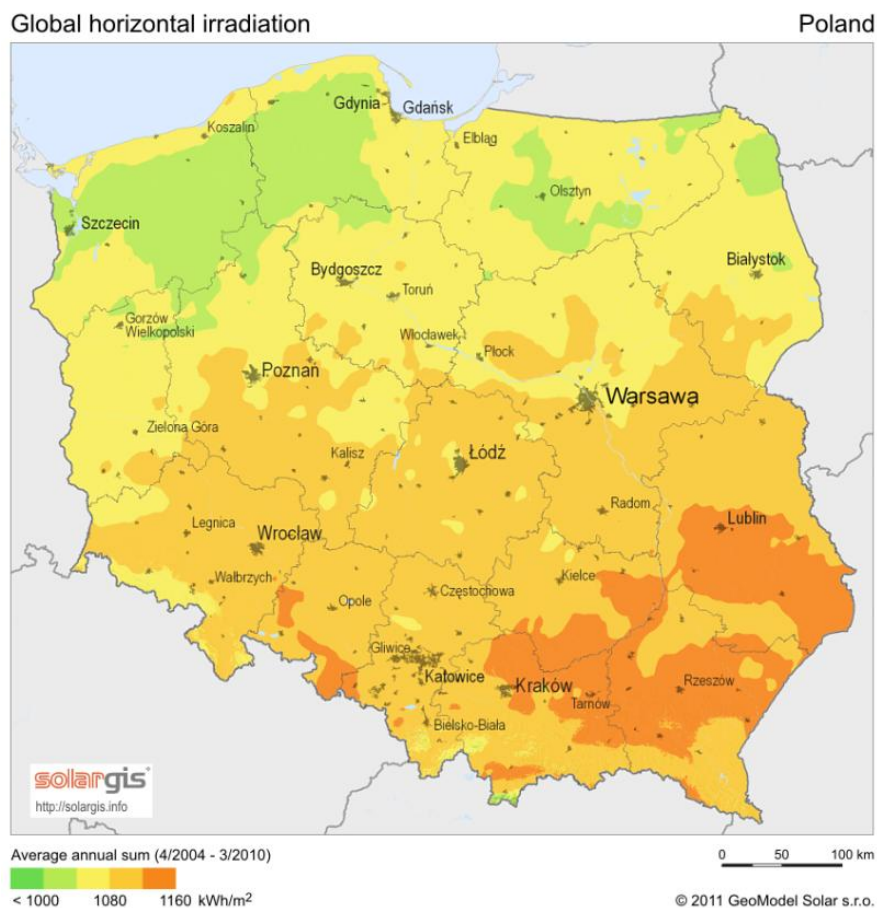 Global horizontal irradiation Poland
Gdynia
Gdańsk
Koszalin
Elbląg
Olsztyn
Szczecin
Białystok
Bydgoszcz
Toruń
Gorzów
Wielkopolski
Włocławek
Płock
Poznań
Warsawa
Zielona Góra
Kalisz
Łódź
Radom
Lublin
Legnica
Wrocław
Wałbrzych
Opole
Częstochowa
Kielce
Gliwice
Katowice
Kraków
Tarnów
Rzeszów
Bielsko-Biała
solargis
http://solargis.info
Average annual sum (4/2004 - 3/2010)
0 50 100 km
< 1000 1080 1160 kWh/m²
© 2011 GeoModel Solar s.r.o.